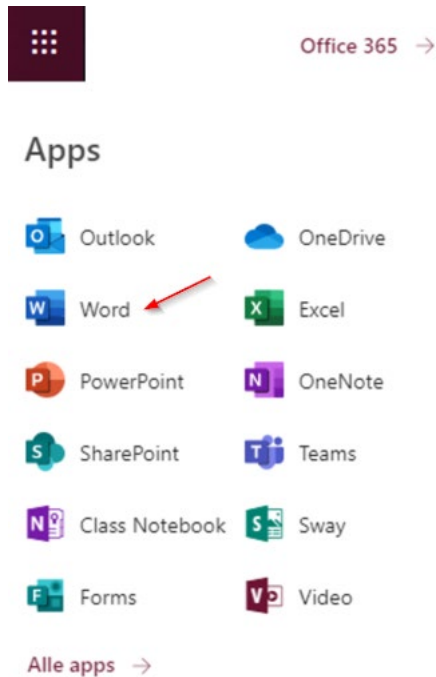 Office 365 →
Apps
Outlook OneDrive
Word Excel
PowerPoint OneNote
SharePoint Teams
Class Notebook Sway
Forms Video
Alle apps →